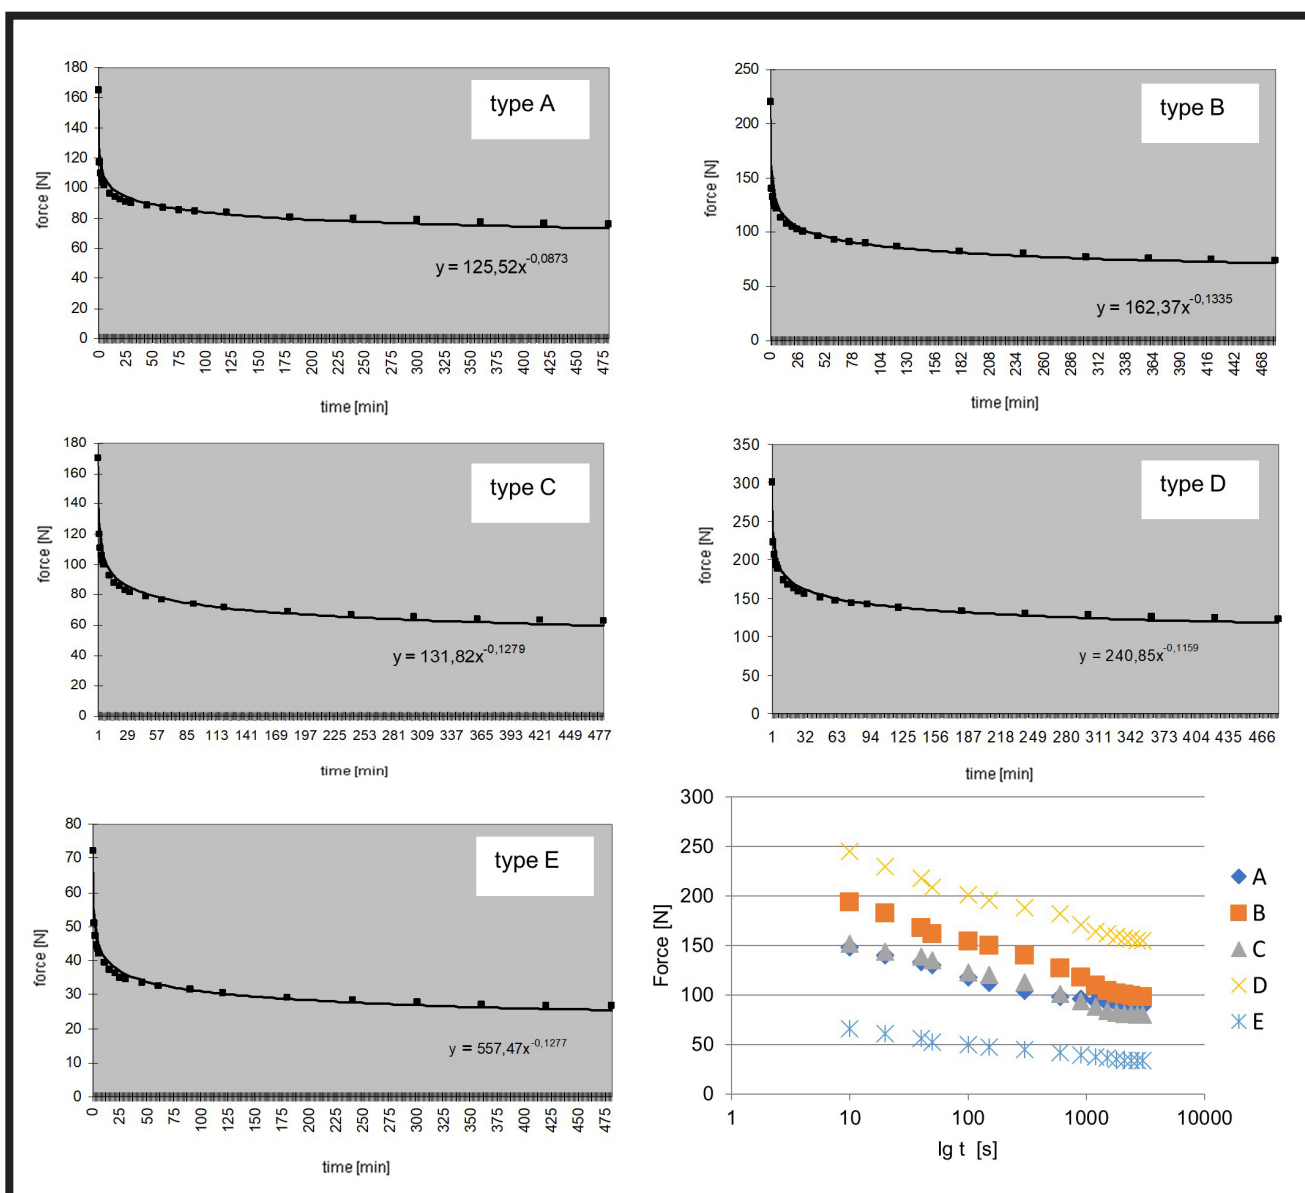 type A
force [N]
180
160
140
120
100
80
60
40
20
0
y = 125,52x-0,0873
0 25 50 75 100 125 150 175 200 225 250 275 300 325 350 375 400 425 450 475
time [min]
type B
force [N]
250
200
150
100
50
0
y = 162,37x-0,1335
0 26 52 78 104 130 156 182 208 234 260 286 312 338 364 390 416 442 468
time [min]
type C
force [N]
180
160
140
120
100
80
60
40
20
0
y = 131,82x-0,1279
1 29 57 85 113 141 169 197 225 253 281 309 337 365 393 421 449 477
time [min]
type D
force [N]
350
300
250
200
150
100
50
0
y = 240,85x-0,1159
1 32 63 94 125 156 187 218 249 280 311 342 373 404 435 466
time [min]
type E
force [N]
80
70
60
50
40
30
20
10
0
y = 557,47x-0,1277
0 25 50 75 100 125 150 175 200 225 250 275 300 325 350 375 400 425 450 475
time [min]
Force [N]
300
250
200
150
100
50
0
1 10 100 1000 10000
lg t [s]
A
B
C
D
E